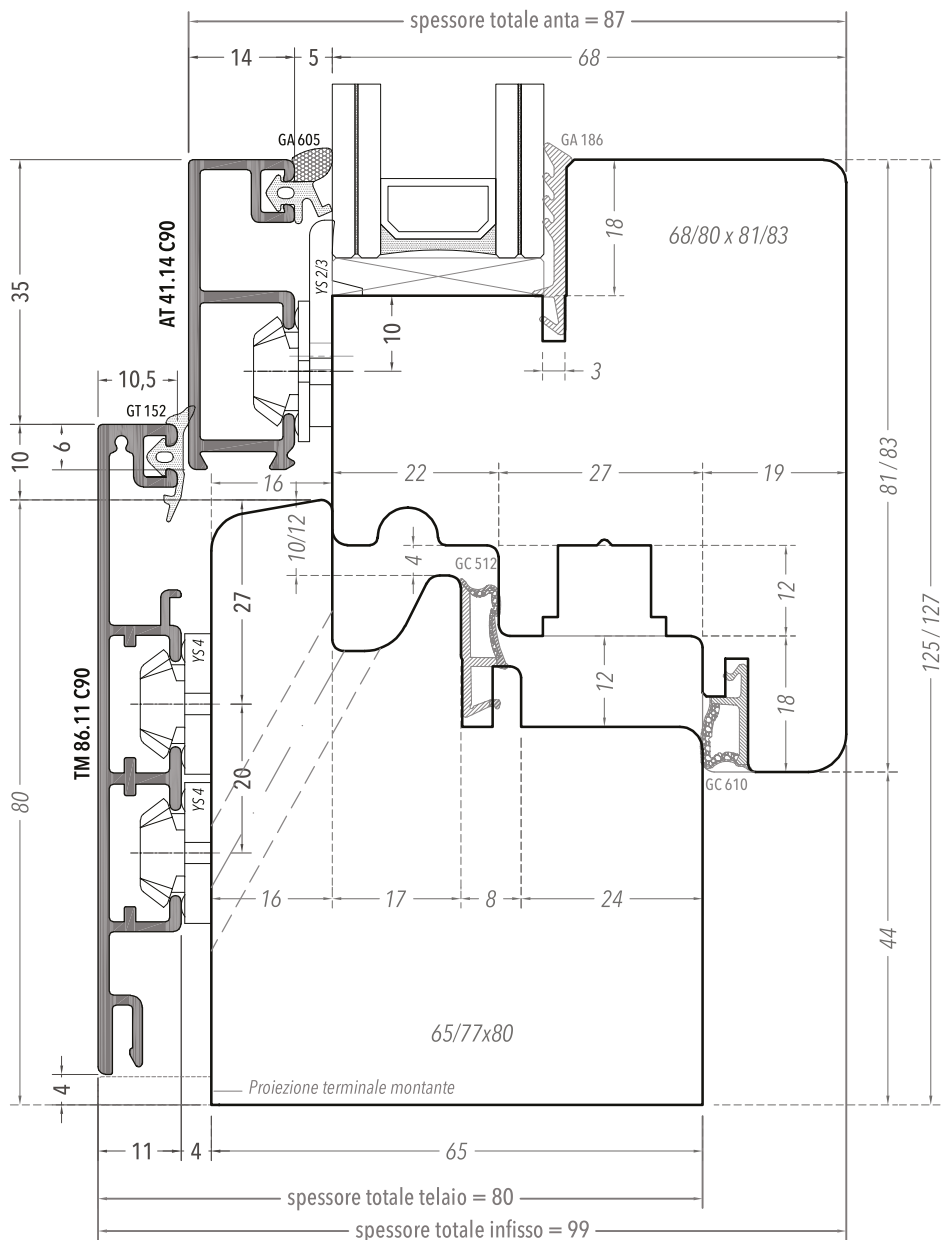 spessore totale anta = 87
14
5
68
GA 605
GA 186
18
68/80 x 81/83
AT 41.14 C90
YS 2/3
35
10
3
10,5
GT 152
6
10
16
22
27
19
81 / 83
10/12
4
GC 512
12
125 / 127
27
YS 4
12
18
TM 86.11 C90
20
YS 4
GC 610
80
16
17
8
24
44
65/77x80
4
Proiezione terminale montante
11
4
65
spessore totale telaio = 80
spessore totale infisso = 99